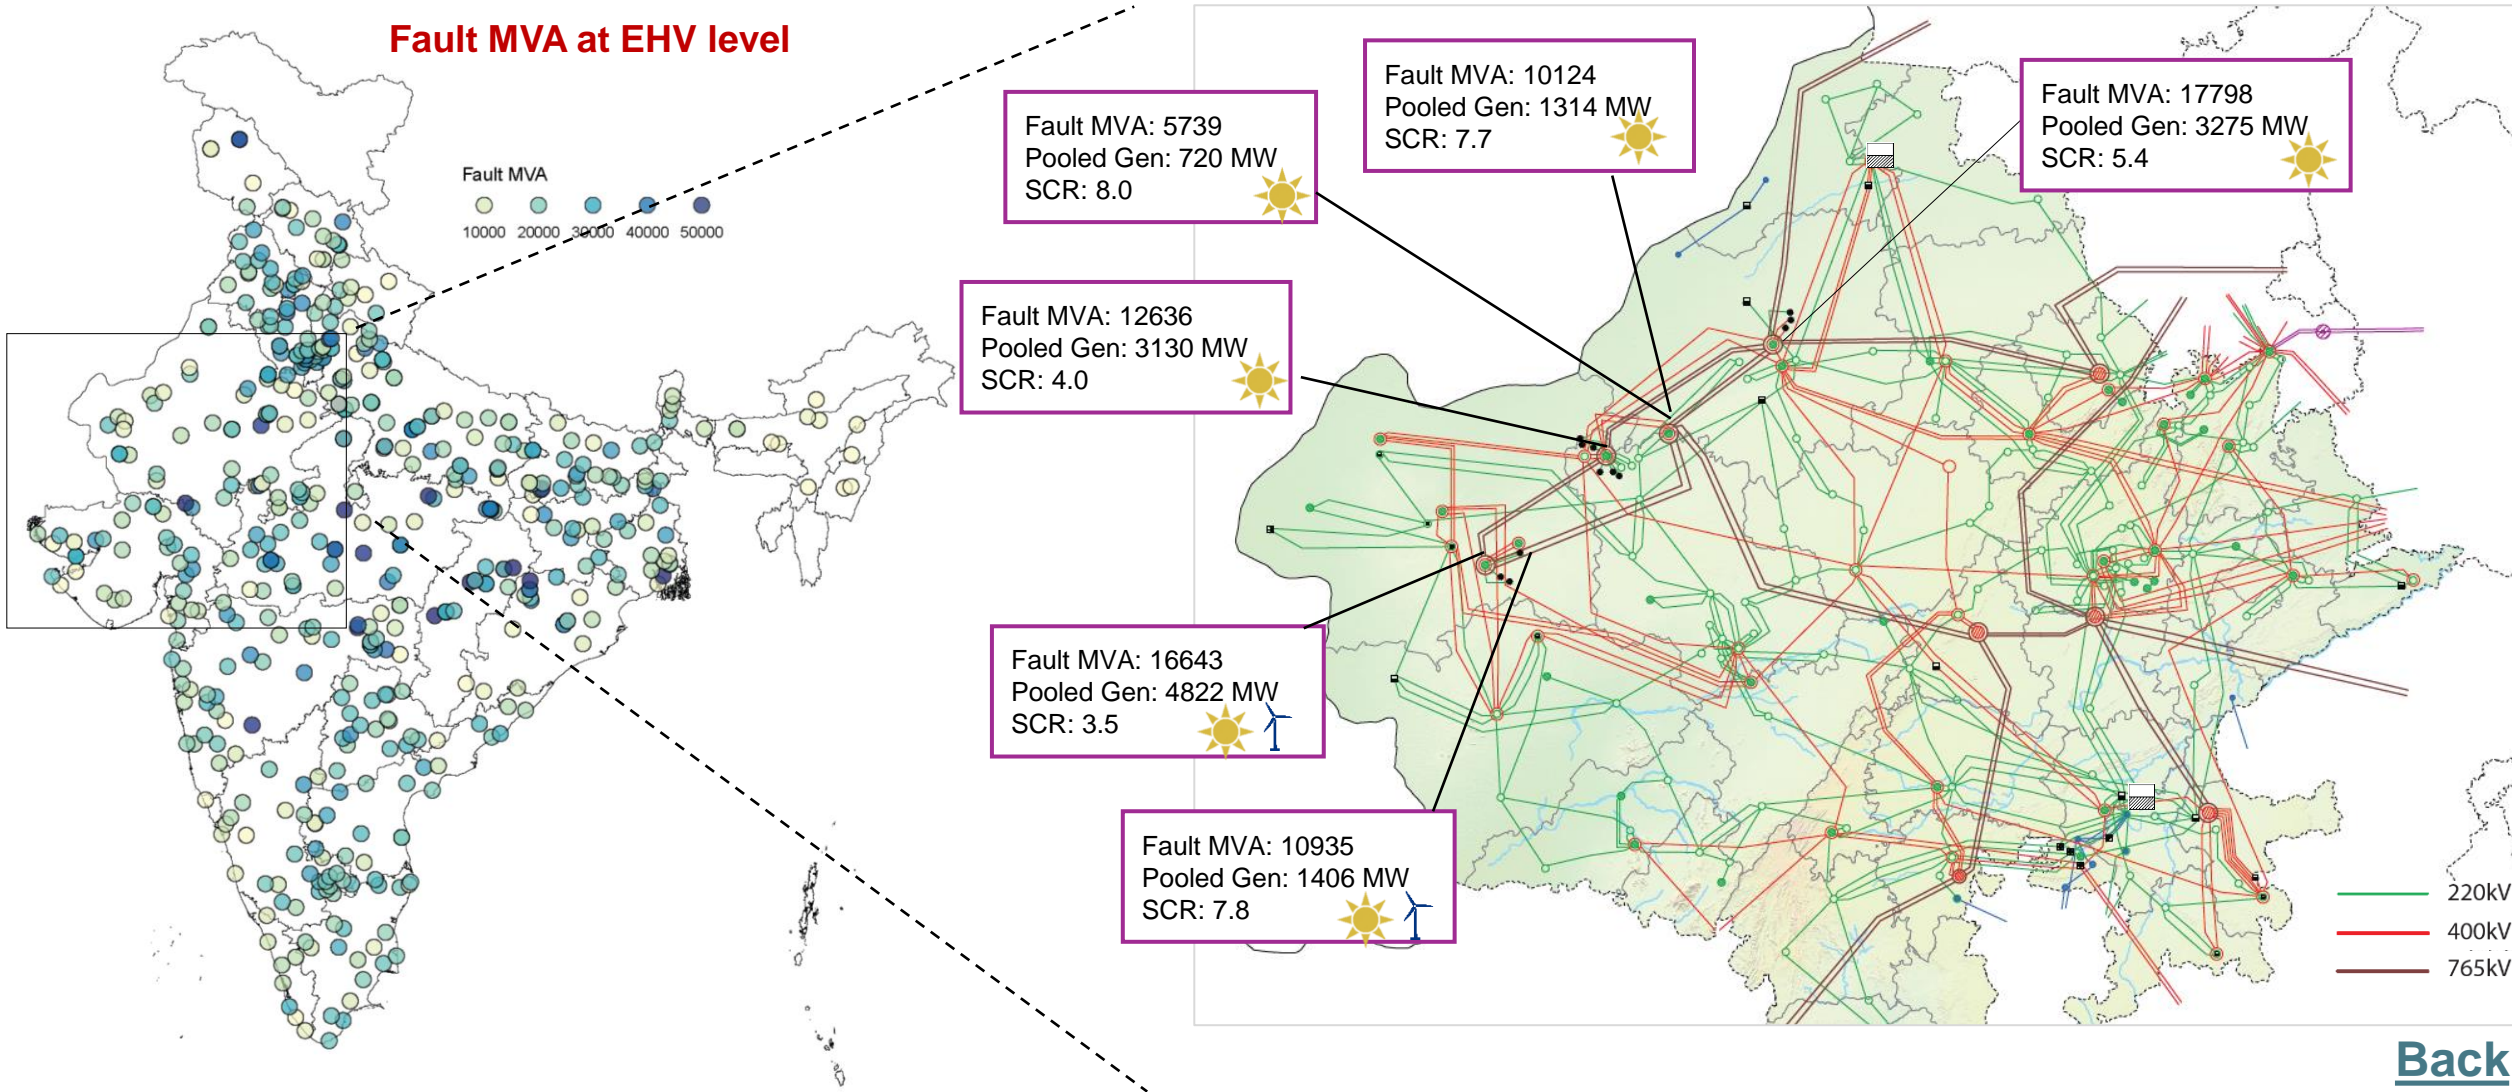 Fault MVA at EHV level
Fault MVA
10000 20000 30000 40000 50000
Fault MVA: 5739
Pooled Gen: 720 MW
SCR: 8.0
Fault MVA: 10124
Pooled Gen: 1314 MW
SCR: 7.7
Fault MVA: 17798
Pooled Gen: 3275 MW
SCR: 5.4
Fault MVA: 12636
Pooled Gen: 3130 MW
SCR: 4.0
Fault MVA: 16643
Pooled Gen: 4822 MW
SCR: 3.5
Fault MVA: 10935
Pooled Gen: 1406 MW
SCR: 7.8
220kV
400kV
765kV
Back